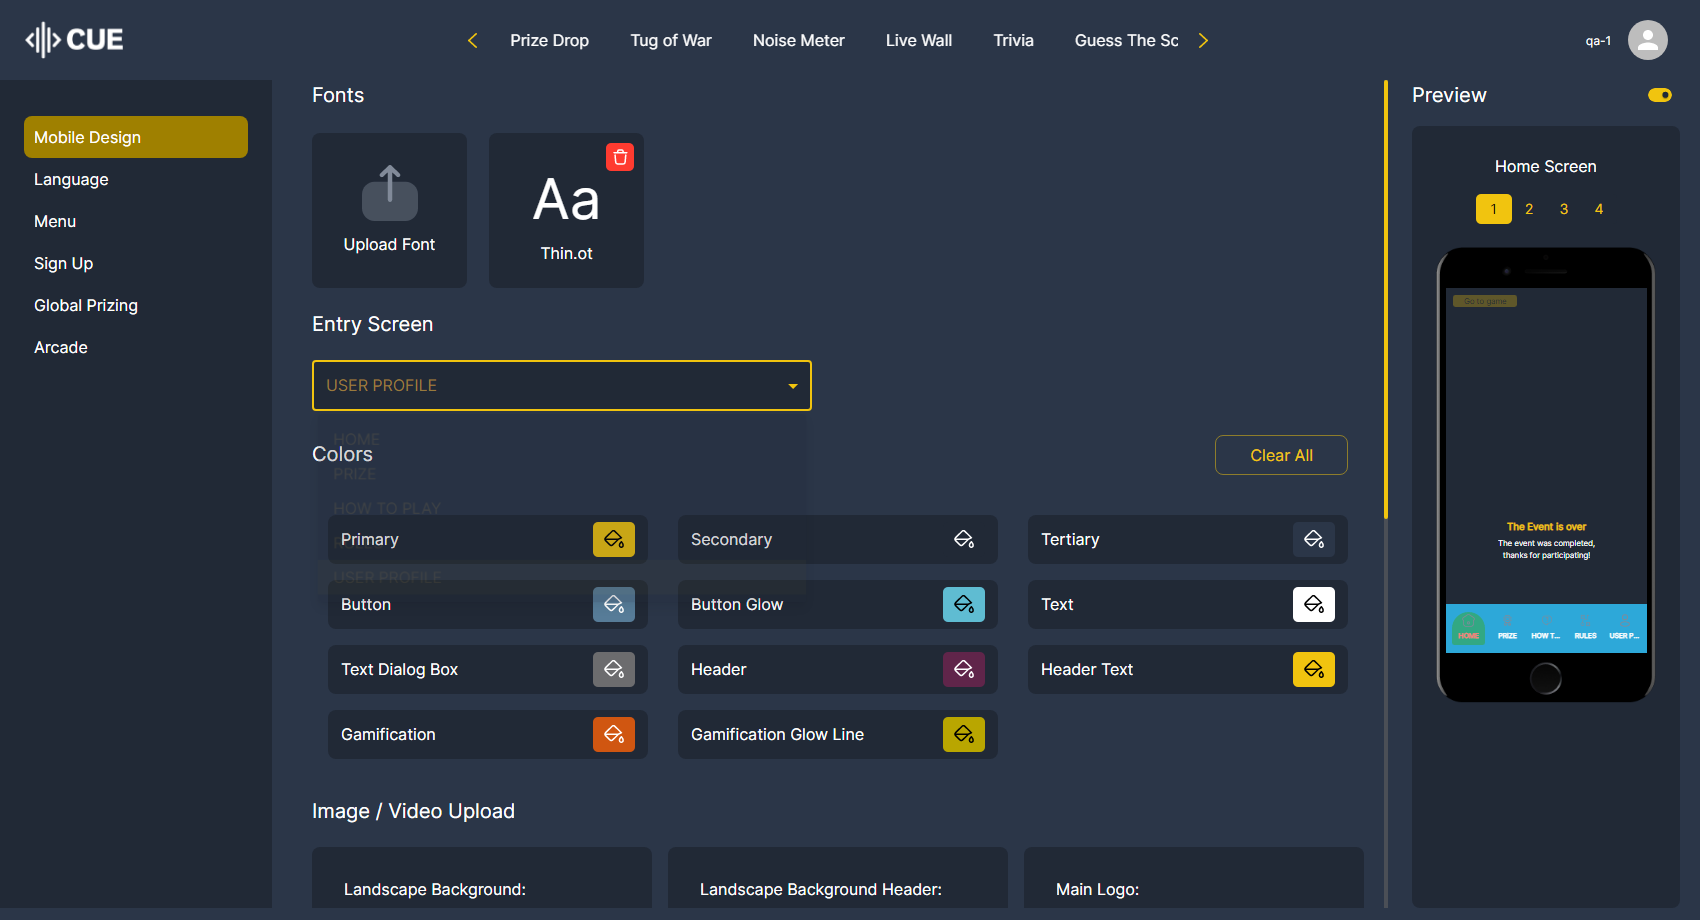 CUE
Prize Drop
Tug of War
Noise Meter
Live Wall
Trivia
Guess The Sc
qa-1
Mobile Design
Language
Menu
Sign Up
Global Prizing
Arcade
Fonts
Upload Font
Aa
Thin.ot
Entry Screen
USER PROFILE
HOME
PRIZE
HOW TO PLAY
USER PROFILE
Colors
Clear All
Primary
Secondary
Tertiary
Button
Button Glow
Text
Text Dialog Box
Header
Header Text
Gamification
Gamification Glow Line
Image / Video Upload
Landscape Background:
Landscape Background Header:
Main Logo:
Preview
Home Screen
1 2 3 4
Go to game
The Event is over
The event was completed,
thanks for participating!
HOME
PRIZE
HOW T...
RULES
USER P...